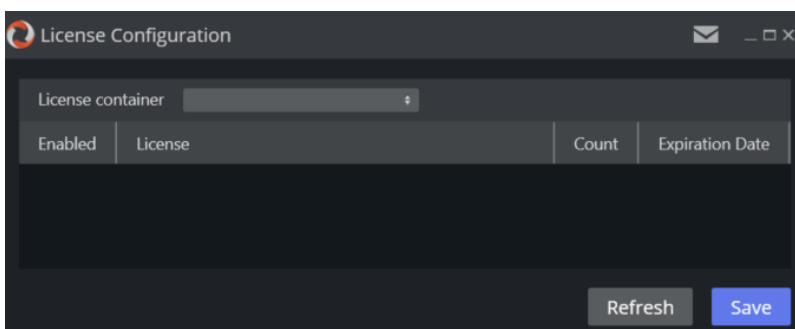 License Configuration
License container
Enabled License Count Expiration Date
Refresh Save